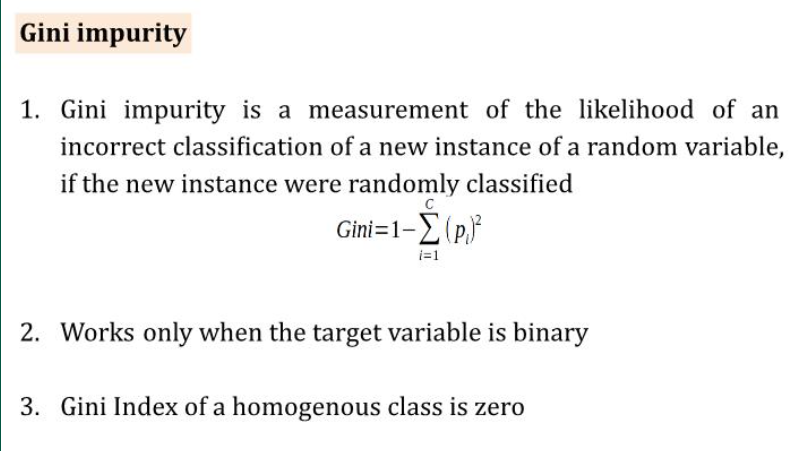 Gini impurity
1. Gini impurity is a measurement of the likelihood of an
incorrect classification of a new instance of a random variable,
if the new instance were randomly classified
Gini=1−∑_{i=1}^{C}(p_i)^2
2. Works only when the target variable is binary
3. Gini Index of a homogenous class is zero